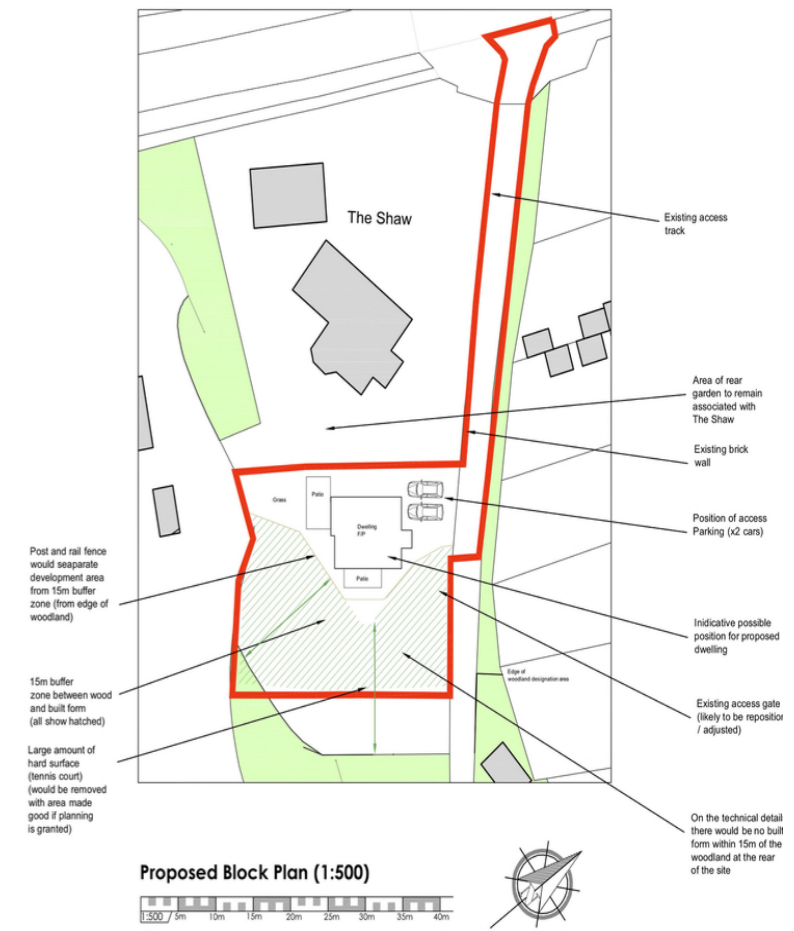 The Shaw
Existing access
track
Area of rear
garden to remain
associated with
The Shaw
Existing brick
wall
Grass
Patio
Dwelling
F/P
Patio
Position of access
Parking (x2 cars)
Post and rail fence
would seaparate
development area
from 15m buffer
zone (from edge of
woodland)
Inidicative possible
position for proposed
dwelling
Edge of
woodland designation area
15m buffer
zone between wood
and built form
(all show hatched)
Existing access gate
(likely to be reposition
/ adjusted)
Large amount of
hard surface
(tennis court)
(would be removed
with area made
good if planning
is granted)
On the technical detail
there would be no built
form within 15m of the
woodland at the rear
of the site
Proposed Block Plan (1:500)
1:500 5m 10m 15m 20m 25m 30m 35m 40m